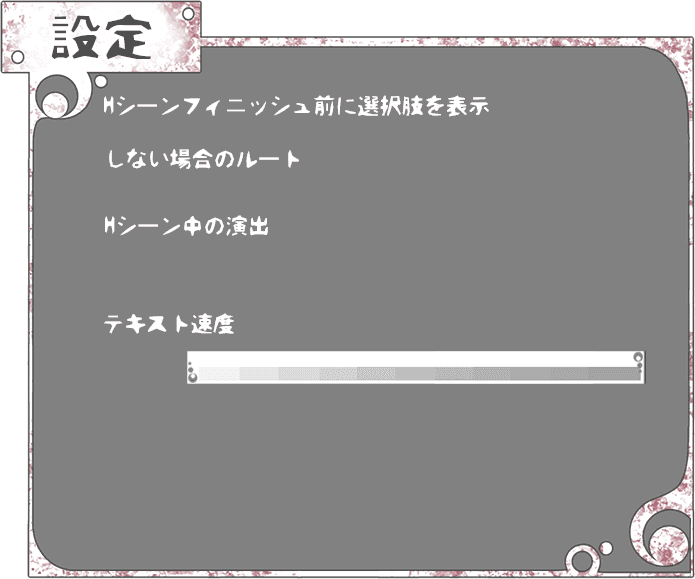 設定
Hシーンフィニッシュ前に選択肢を表示
しない場合のルート
Hシーン中の演出
テキスト速度